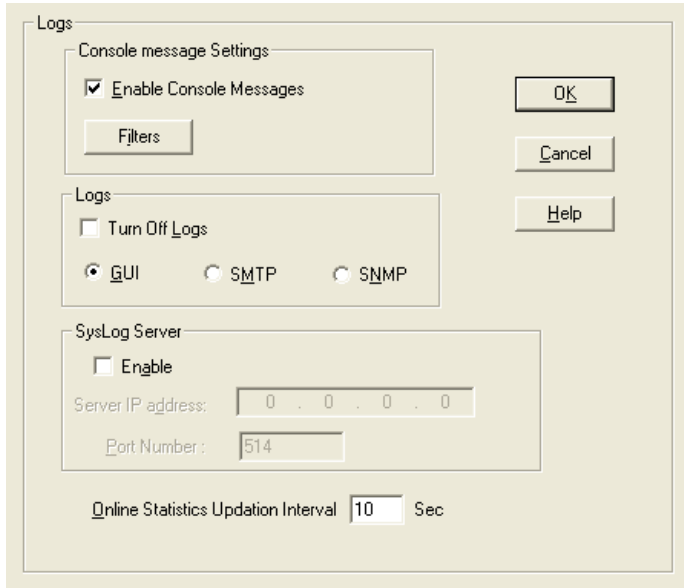 Logs
Console message Settings
Enable Console Messages
Filters
OK
Cancel
Help
Logs
Turn Off Logs
GUI SMTP SNMP
SysLog Server
Enable
Server IP address: 0 . 0 . 0 . 0
Port Number : 514
Online Statistics Updation Interval 10 Sec